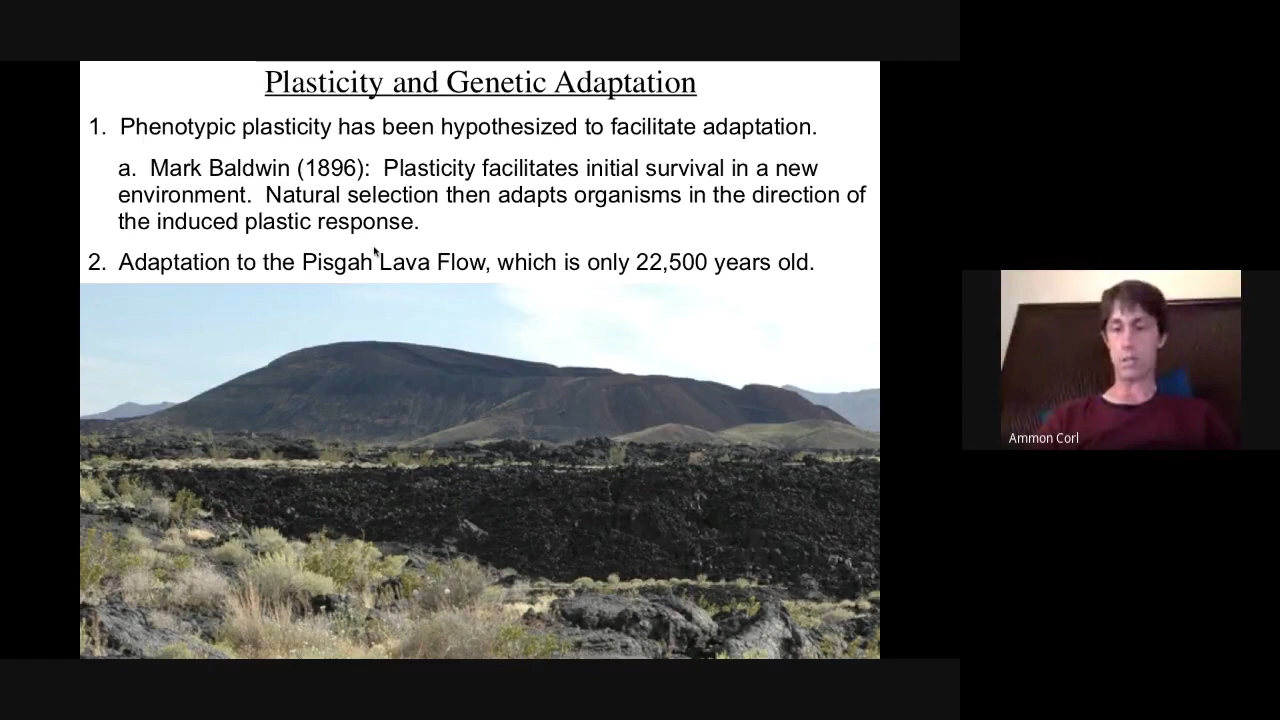 Plasticity and Genetic Adaptation
1. Phenotypic plasticity has been hypothesized to facilitate adaptation.
a. Mark Baldwin (1896): Plasticity facilitates initial survival in a new
environment. Natural selection then adapts organisms in the direction of
the induced plastic response.
2. Adaptation to the Pisgah Lava Flow, which is only 22,500 years old.
Ammon Corl